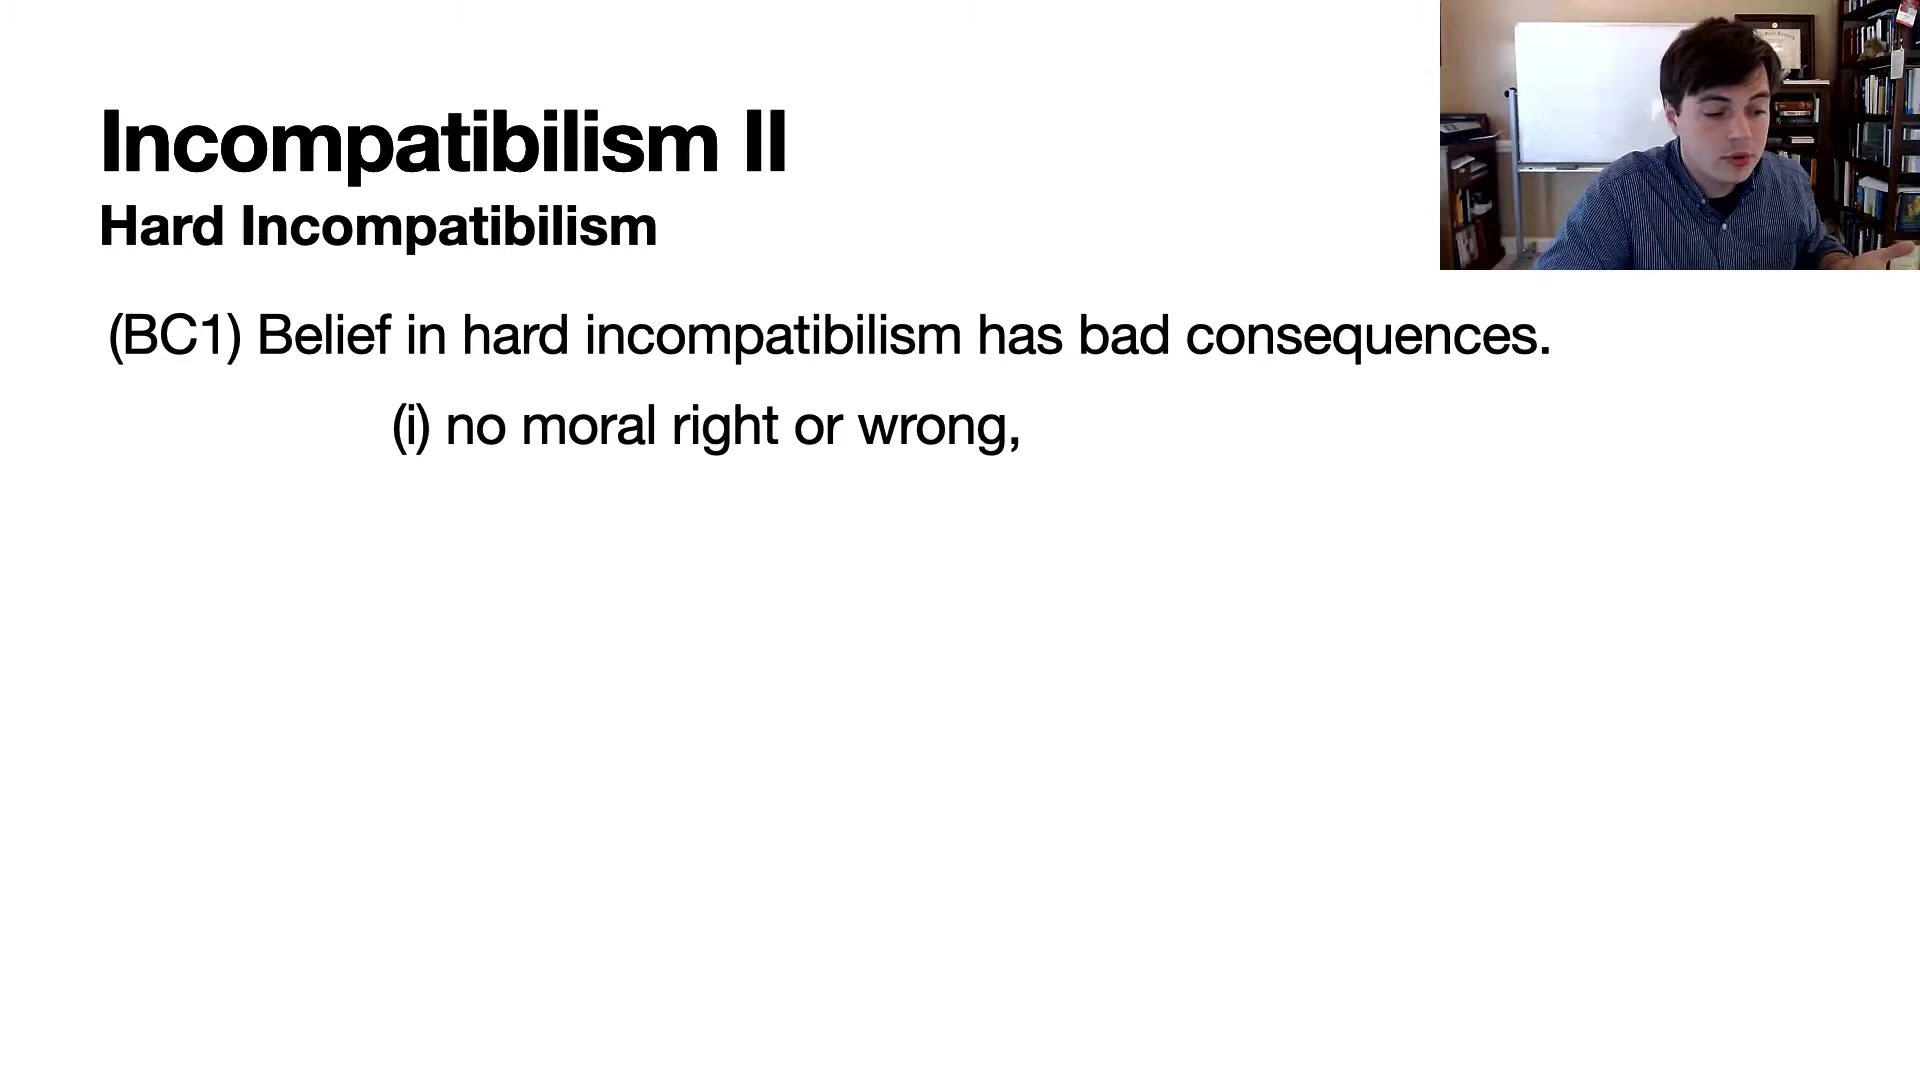 Incompatibilism II
Hard Incompatibilism
(BC1) Belief in hard incompatibilism has bad consequences.
(i) no moral right or wrong,